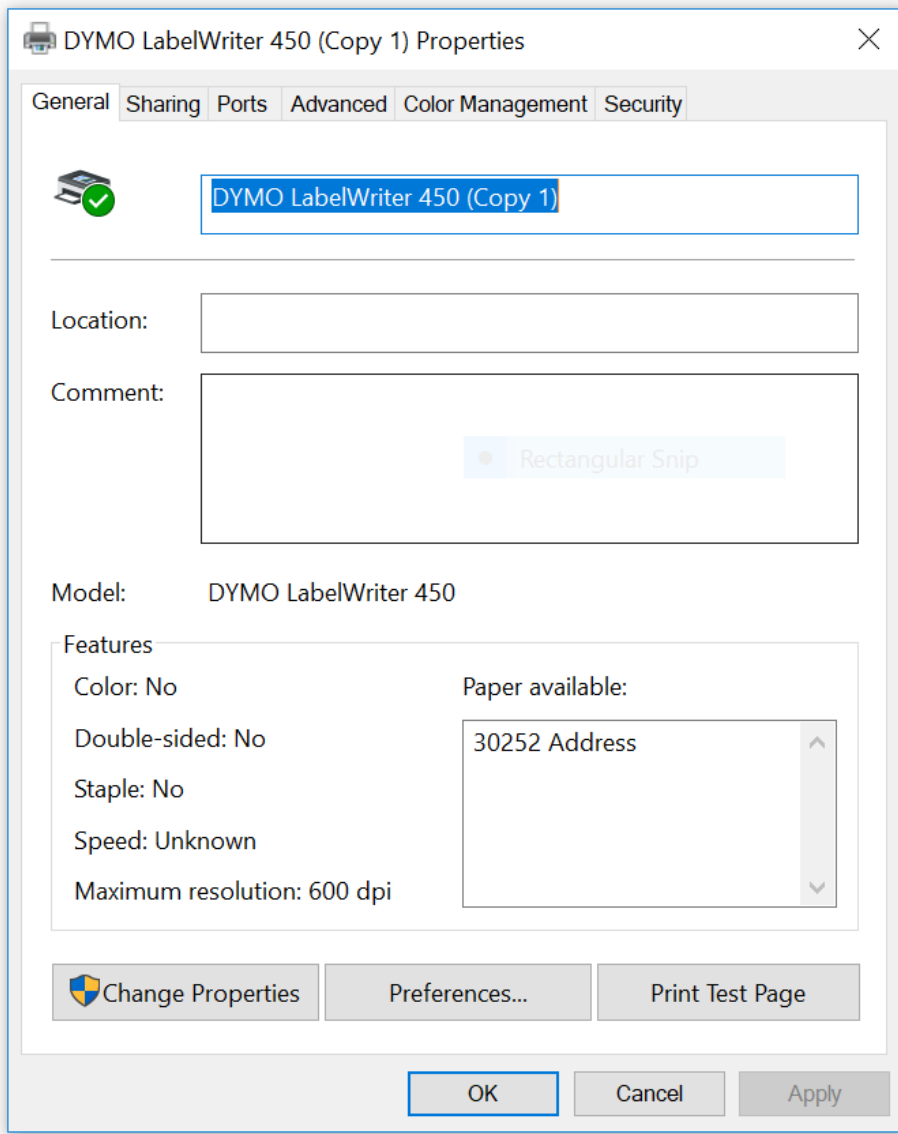 DYMO LabelWriter 450 (Copy 1) Properties
General Sharing Ports Advanced Color Management Security
DYMO LabelWriter 450 (Copy 1)
Location:
Comment:
Rectangular Snip
Model: DYMO LabelWriter 450
Features
Color: No Paper available:
Double-sided: No 30252 Address
Staple: No
Speed: Unknown
Maximum resolution: 600 dpi
Change Properties Preferences... Print Test Page
OK Cancel Apply